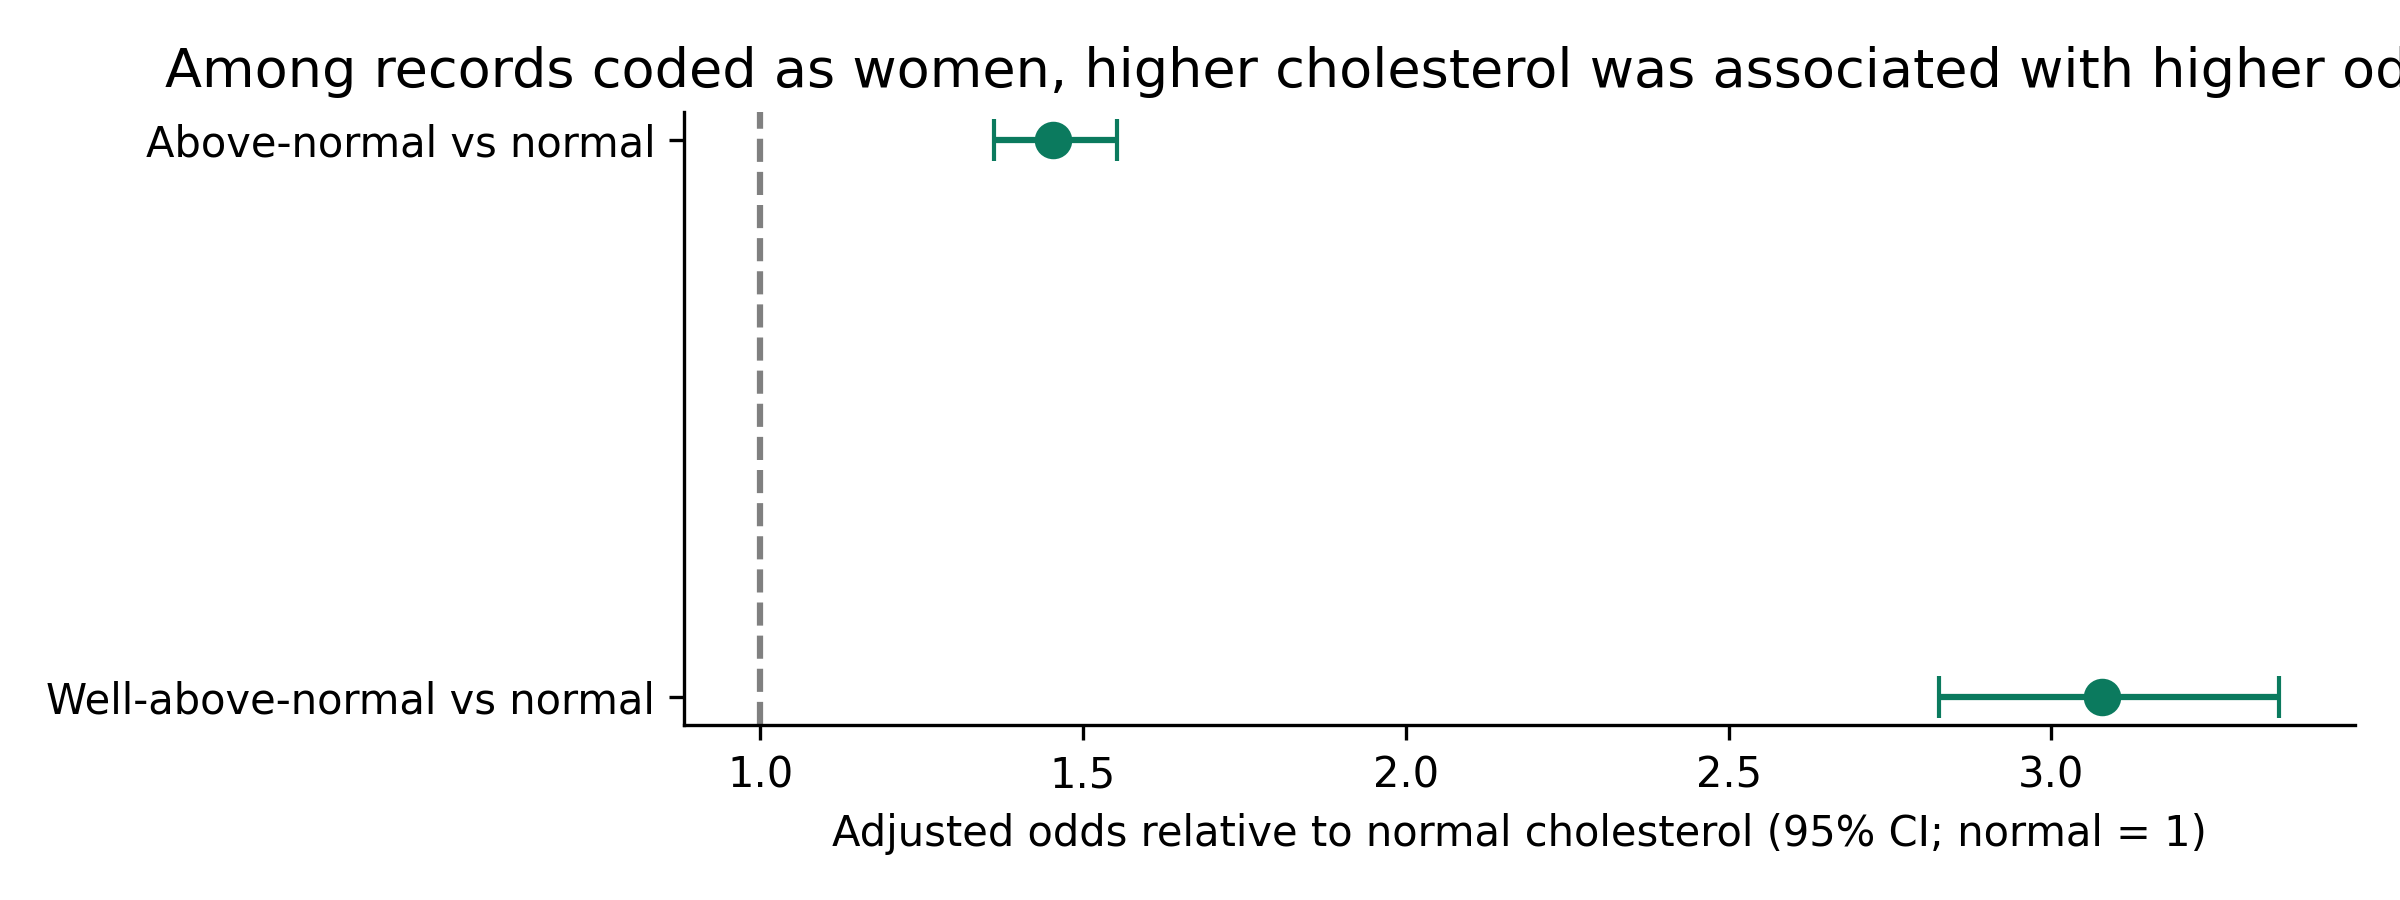 Among records coded as women, higher cholesterol was associated with higher
Above-normal vs normal
Well-above-normal vs normal
1.0 1.5 2.0 2.5 3.0
Adjusted odds relative to normal cholesterol (95% CI; normal = 1)